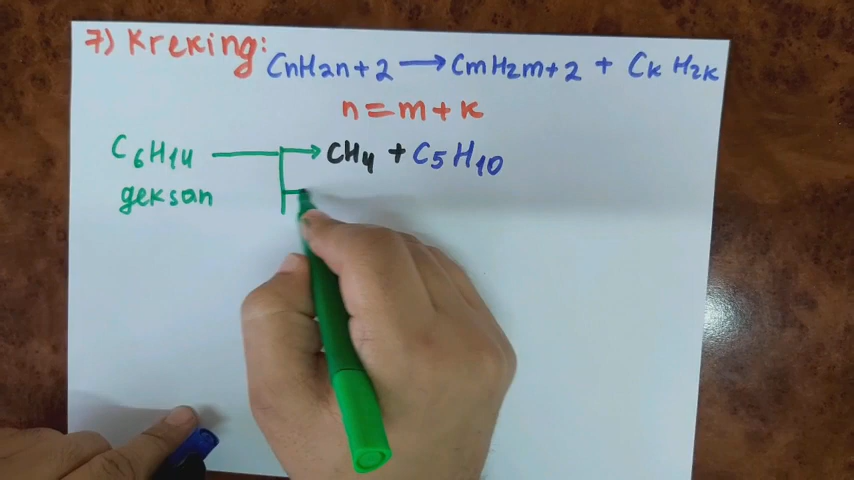 7) Kreking: CnH2n+2 → CmH2m+2 + CkH2k
n = m + k
C6H14 → CH4 + C5H10
geksan